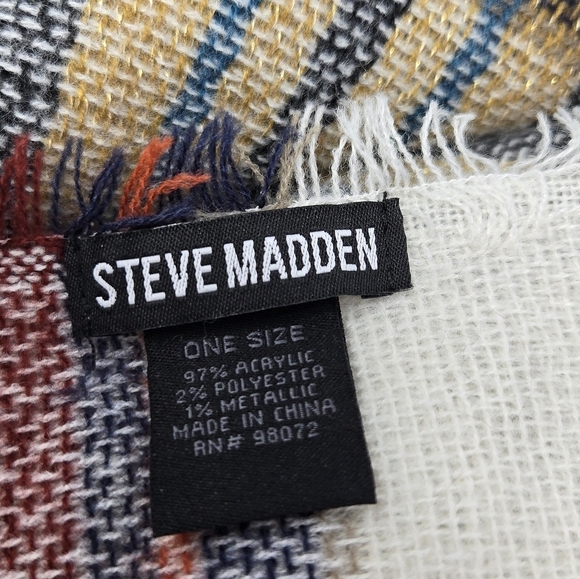 STEVE MADDEN
ONE SIZE
97% ACRYLIC
2% POLYESTER
1% METALLIC
MADE IN CHINA
RN# 98072